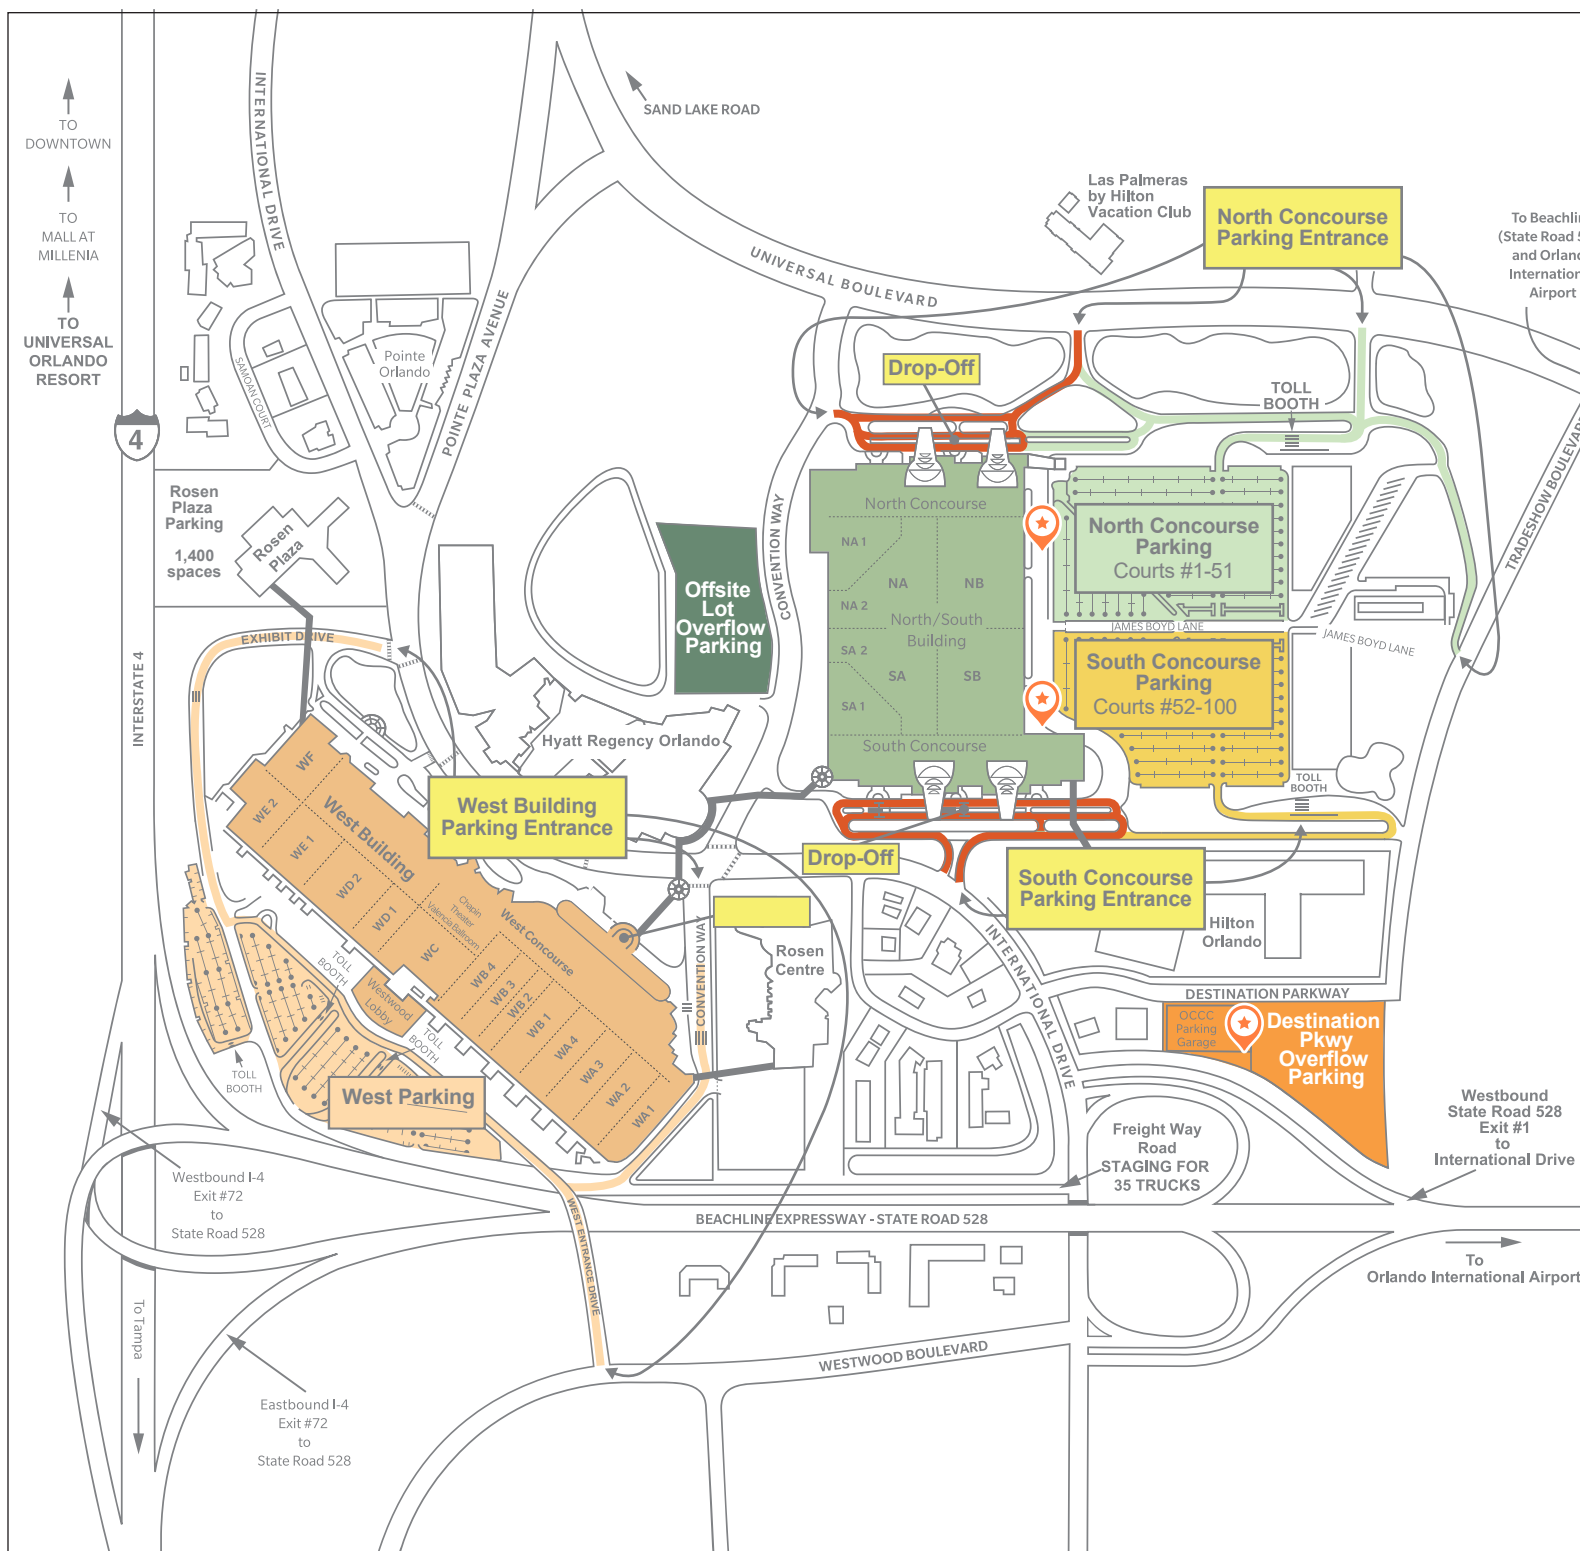 SAND LAKE ROAD
TO
DOWNTOWN
TO
MALL AT
MILLENIA
TO
UNIVERSAL
ORLANDO
RESORT
4
INTERSTATE 4
INTERNATIONAL DRIVE
SAMOAN COURT
Pointe
Orlando
POINTE PLAZA AVENUE
UNIVERSAL BOULEVARD
Las Palmeras
by Hilton
Vacation Club
North Concourse
Parking Entrance
To Beachlin
(State Road 5
and Orland
Internation
Airport
Drop-Off
TOLL
BOOTH
TRADESHOW BOULEVARD
Rosen
Plaza
Parking
1,400
spaces
Rosen
Plaza
EXHIBIT DRIVE
Offsite
Lot
Overflow
Parking
CONVENTION WAY
North Concourse
NA 1
NA
NB
NA 2
North/South
Building
SA 2
SA
SB
SA 1
South Concourse
North Concourse
Parking
Courts #1-51
JAMES BOYD LANE
JAMES BOYD LANE
South Concourse
Parking
Courts #52-100
TOLL
BOOTH
Hyatt Regency Orlando
West Building
Parking Entrance
Drop-Off
South Concourse
Parking Entrance
Hilton
Orlando
WF
WE 2
WE 1
WD 2
WD 1
WC
West Building
Chapin
Theater
Valencia Ballroom
West Concourse
WB 4
WB 3
WB 2
WB 1
WA 4
WA 3
WA 2
WA 1
CONVENTION WAY
Rosen
Centre
INTERNATIONAL DRIVE
DESTINATION PARKWAY
OCCC
Parking
Garage
Destination
Pkwy
Overflow
Parking
TOLL
BOOTH
Westwood
Lobby
TOLL
BOOTH
TOLL
BOOTH
West Parking
Westbound
State Road 528
Exit #1
to
International Drive
Freight Way
Road
STAGING FOR
35 TRUCKS
Westbound I-4
Exit #72
to
State Road 528
BEACHLINE EXPRESSWAY - STATE ROAD 528
WEST ENTRANCE DRIVE
To
Orlando International Airport
To Tampa
WESTWOOD BOULEVARD
Eastbound I-4
Exit #72
to
State Road 528